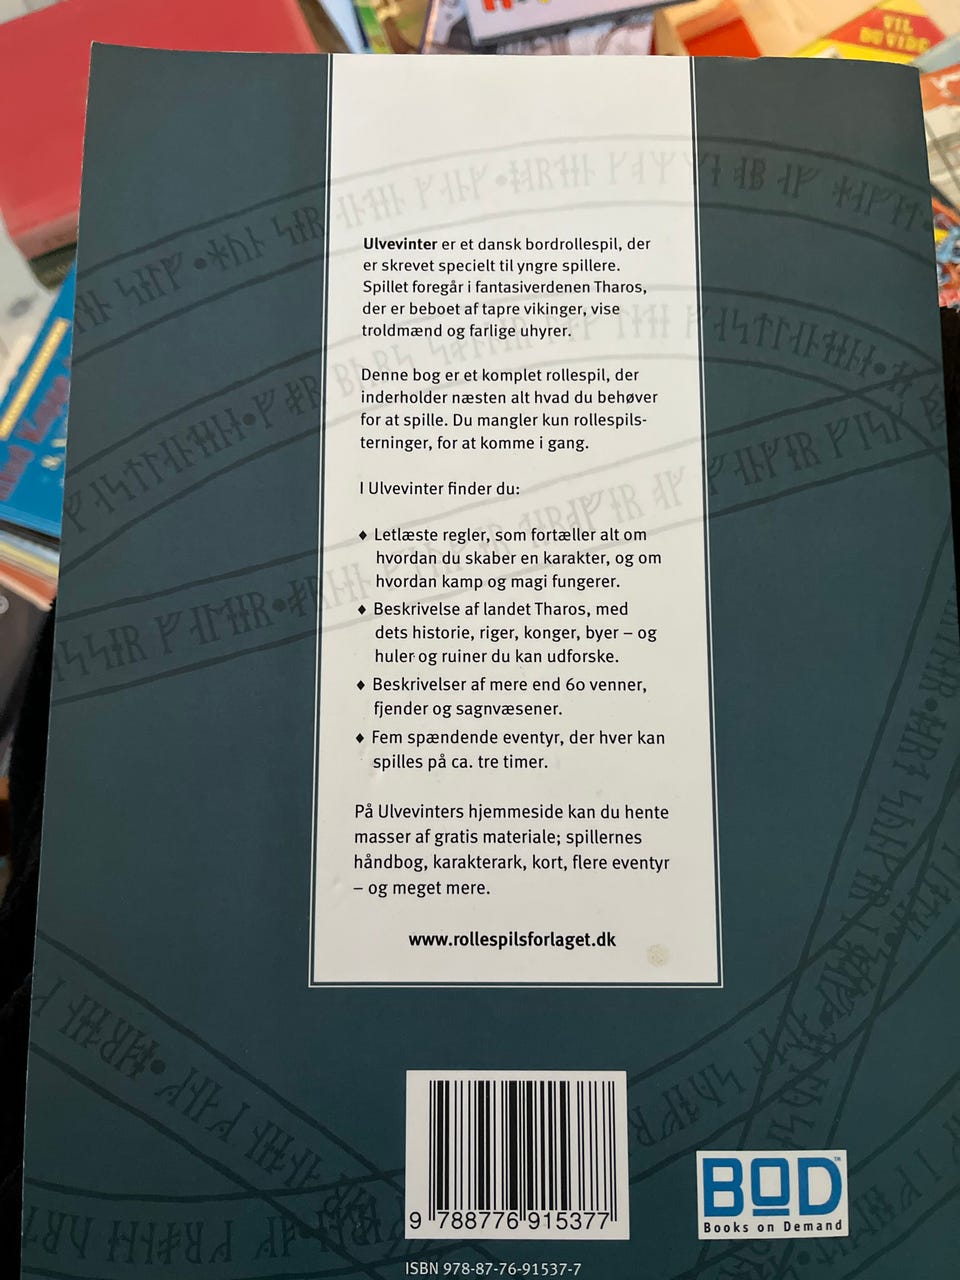 VIL
DU VIDE
Ulvevinter er et dansk bordrollespil, der
er skrevet specielt til yngre spillere.
Spillet foregår i fantasiverdenen Tharos,
der er beboet af tapre vikinger, vise
troldmænd og farlige uhyrer.
Denne bog er et komplet rollespil, der
inderholder næsten alt hvad du behøver
for at spille. Du mangler kun rollespils-
terninger, for at komme i gang.
I Ulvevinter finder du:
♦ Letlæste regler, som fortæller alt om
hvordan du skaber en karakter, og om
hvordan kamp og magi fungerer.
♦ Beskrivelse af landet Tharos, med
dets historie, riger, konger, byer – og
huler og ruiner du kan udforske.
♦ Beskrivelser af mere end 60 venner,
fjender og sagnvæsener.
♦ Fem spændende eventyr, der hver kan
spilles på ca. tre timer.
På Ulvevinters hjemmeside kan du hente
masser af gratis materiale; spillernes
håndbog, karakterark, kort, flere eventyr
– og meget mere.
www.rollespilsforlaget.dk
9 788776 915377
ISBN 978-87-76-91537-7
BOD™
Books on Demand